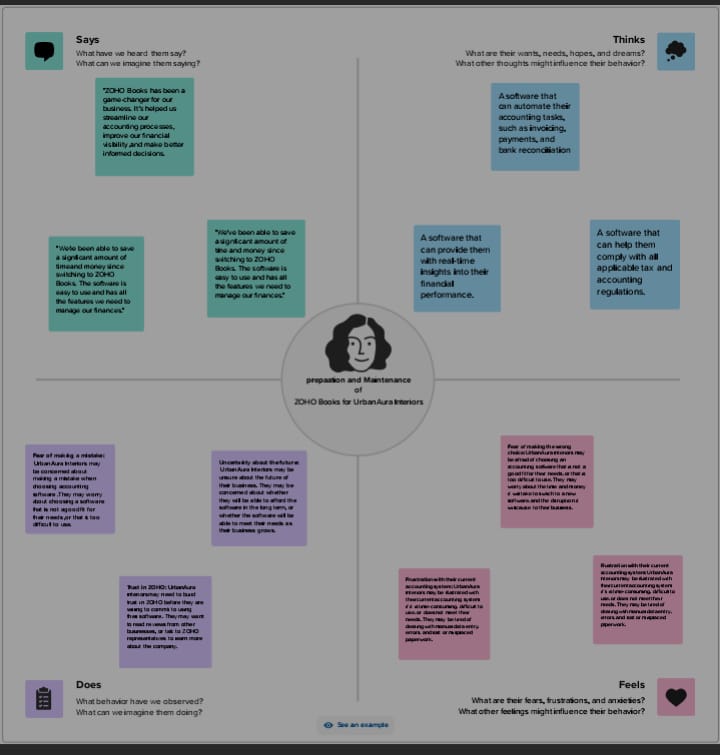 Says
What have we heard them say?
What can we imagine them saying?
Thinks
What are their wants, needs, hopes, and dreams?
What other thoughts might influence their behavior?
"ZOHO Books has been a
game-changer for our
business. It's helped us
streamline our
accounting processes,
improve our financial
visibility,and make better
informed decisions.
A software that
can automate their
accounting tasks,
such as invoicing,
payments, and
bank reconciliation
"We've been able to save
a significant amount of
time and money since
switching to ZOHO
Books. The software is
easy to use and has all
the features we need to
manage our finances."
"We've been able to save
a significant amount of
time and money since
switching to ZOHO
Books. The software is
easy to use and has all
the features we need to
manage our finances."
A software that
can provide them
with real-time
insights into their
financial
performance.
A software that
can help them
comply with all
applicable tax and
accounting
regulations.
prepaation and Maintenance
of
ZOHO Books for UrbanAura Interiors
Fear of making a mistake:
UrbanAura Interiors may
be concerned about
making a mistake when
choosing accounting
software .They may worry
about choosing a software
that is not a good fit for
their needs,or that is too
difficult to use.
Uncertainty about the future:
UrbanAura Interiors may be
unsure about the future of
their business. They may be
concerned about whether
they will be able to afford the
software in the long term, or
whether the software will be
able to meet their needs as
their business grows.
Fear of making the wrong
choice: UrbanAura Interiors may
be afraid of choosing an
accounting software that is not a
good fit for their needs, or that is
too difficult to use. They may
worry about the time and money
it will take to switch to a new
software, and the disruption it
will cause to their business.
Trust in ZOHO: UrbanAura
Interiors may need to build
trust in ZOHO before they are
willing to commit to using
their software. They may want
to read reviews from other
businesses, or talk to ZOHO
representatives to learn more
about the company.
Frustration with their current
accounting system: UrbanAura
Interiors may be frustrated with
their current accounting system
if it is time-consuming, difficult to
use, or does not meet their
needs. They may be tired of
dealing with manual data entry,
errors, and lost or misplaced
paperwork.
Frustration with their current
accounting system: UrbanAura
Interiors may be frustrated with
their current accounting system if
it is time-consuming, difficult to
use, or does not meet their
needs. They may be tired of
dealing with manual data entry,
errors, and lost or misplaced
paperwork.
Does
What behavior have we observed?
What can we imagine them doing?
Feels
What are their fears, frustrations, and anxieties?
What other feelings might influence their behavior?
See an example